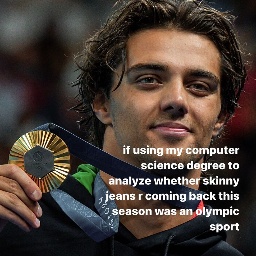 if using my computer
science degree to
analyze whether skinny
jeans r coming back this
season was an olympic
sport